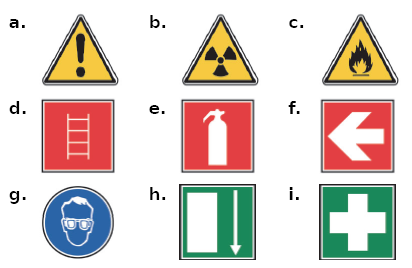 a. b. c.
d. e. f.
g. h. i.